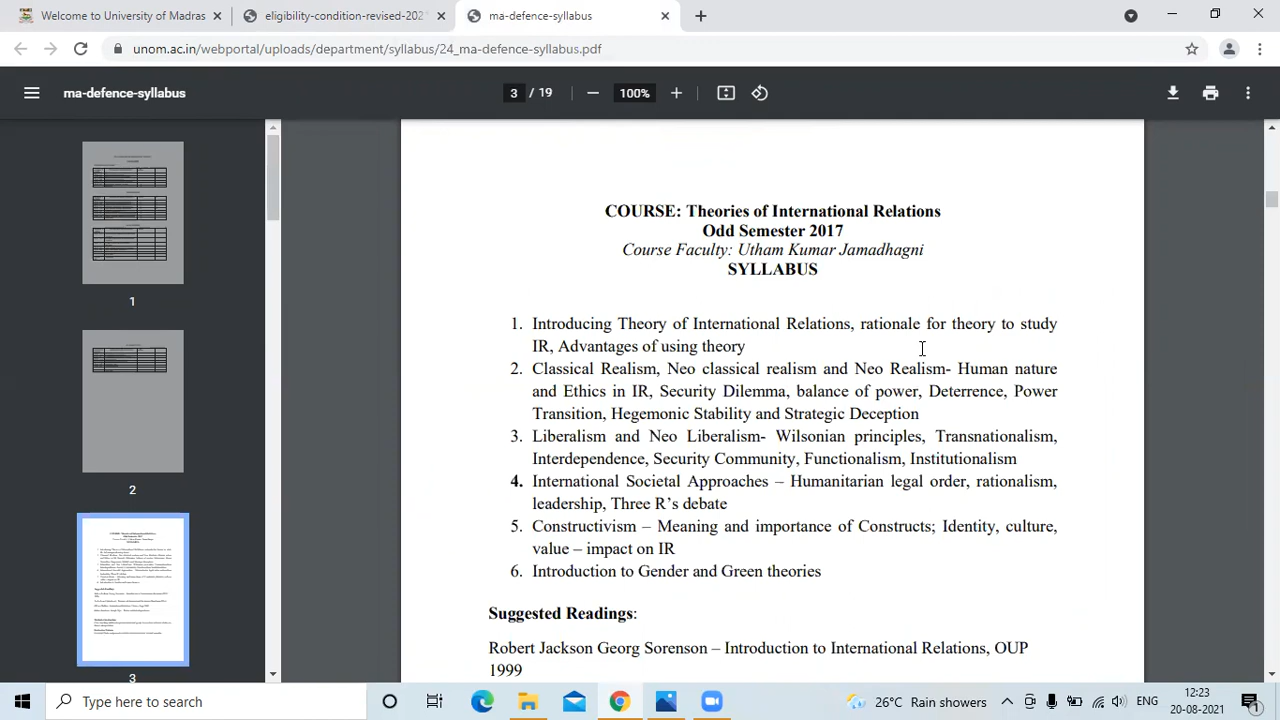 Welcome to University of Madras
eligibility-condition-revised-202
ma-defence-syllabus
unom.ac.in/webportal/uploads/department/syllabus/24_ma-defence-syllabus.pdf
ma-defence-syllabus
3 / 19
100%
COURSE: Theories of International Relations
Odd Semester 2017
Course Faculty: Utham Kumar Jamadhagni
SYLLABUS
1. Introducing Theory of International Relations, rationale for theory to study
IR, Advantages of using theory
2. Classical Realism, Neo classical realism and Neo Realism- Human nature
and Ethics in IR, Security Dilemma, balance of power, Deterrence, Power
Transition, Hegemonic Stability and Strategic Deception
3. Liberalism and Neo Liberalism- Wilsonian principles, Transnationalism,
Interdependence, Security Community, Functionalism, Institutionalism
4. International Societal Approaches – Humanitarian legal order, rationalism,
leadership, Three R's debate
5. Constructivism – Meaning and importance of Constructs; Identity, culture,
value – impact on IR
6. Introduction to Gender and Green theories.
Suggested Readings:
Robert Jackson Georg Sorenson – Introduction to International Relations, OUP
1999
1
2
3
Type here to search
26°C Rain showers
ENG
12:23
20-08-2021
1